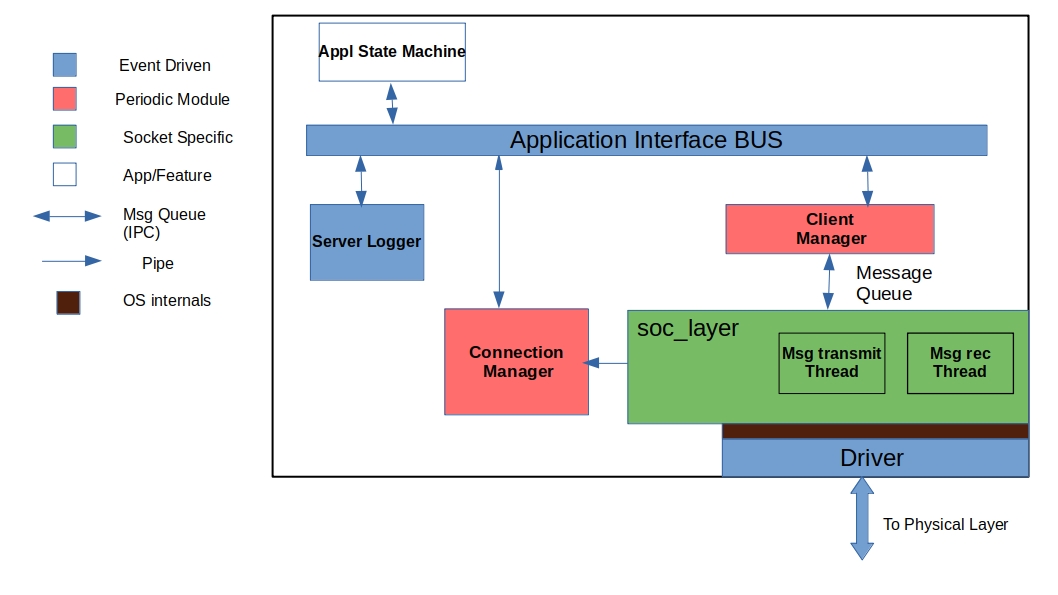 Event Driven
Periodic Module
Socket Specific
App/Feature
Msg Queue
(IPC)
Pipe
OS internals
Appl State Machine
Application Interface BUS
Server Logger
Client
Manager
Message
Queue
Connection
Manager
soc_layer
Msg transmit
Thread
Msg rec
Thread
Driver
To Physical Layer